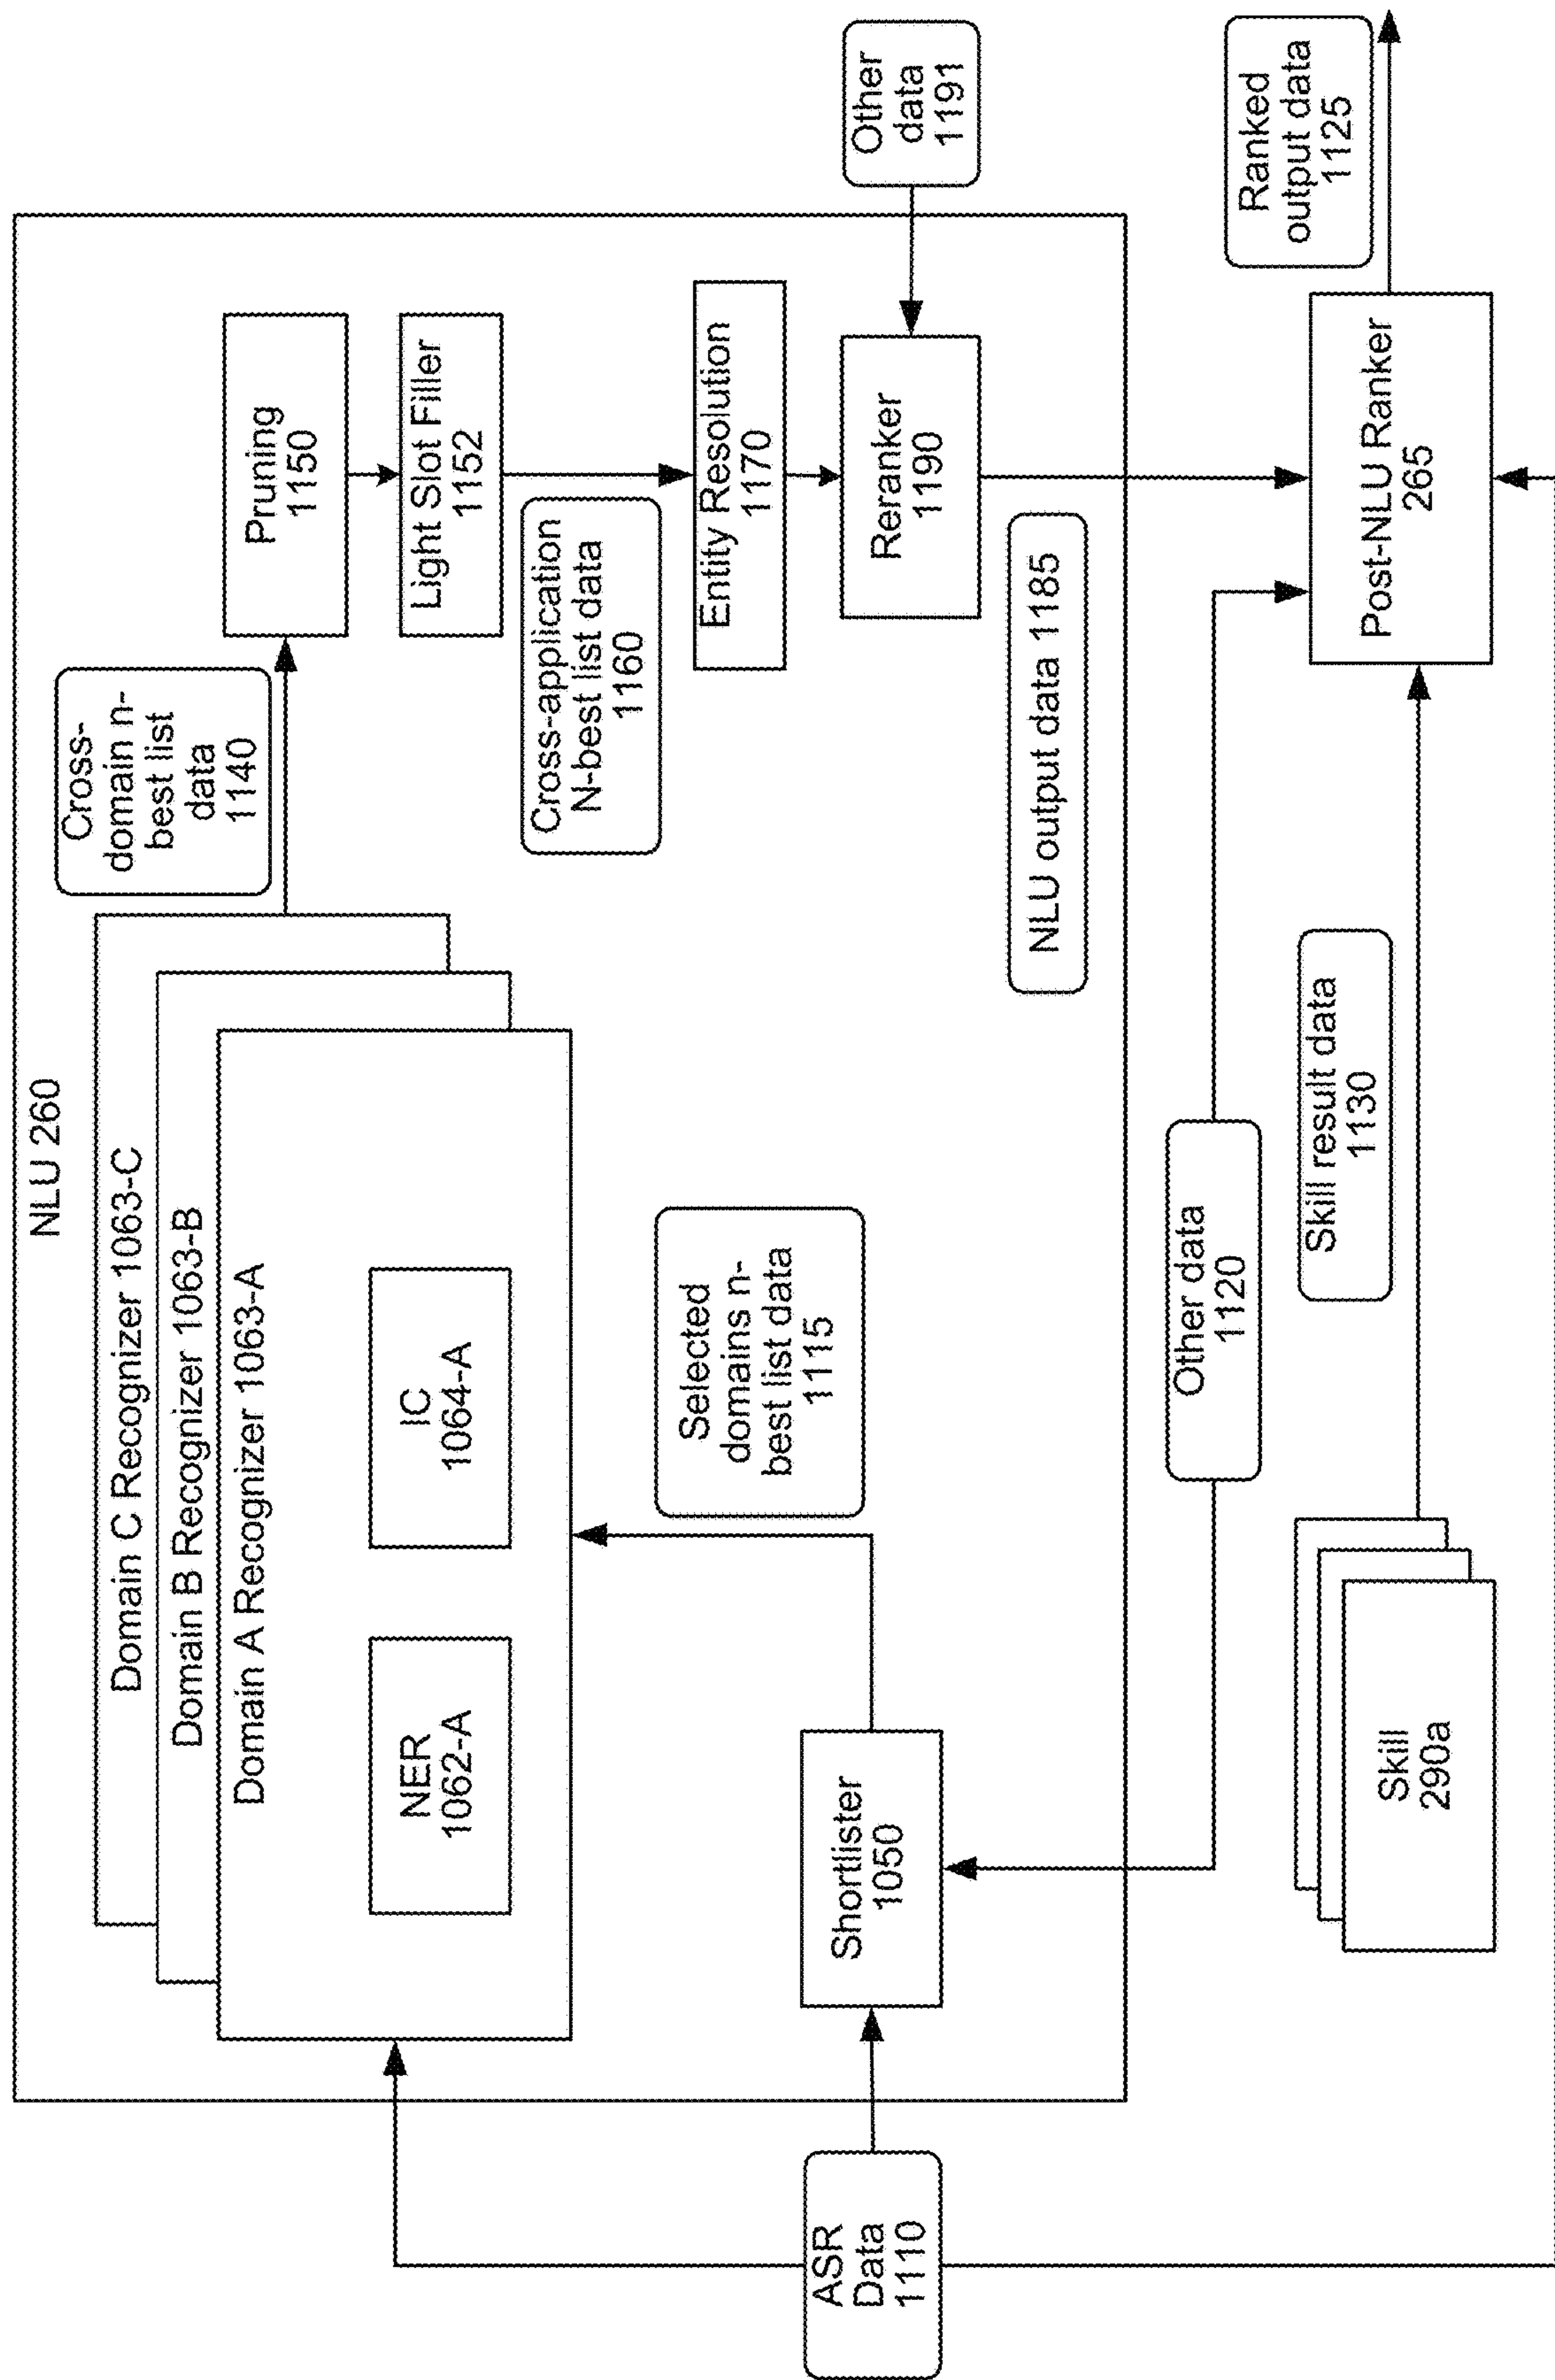 NLU 260
Domain C Recognizer 1063-C
Domain B Recognizer 1063-B
Domain A Recognizer 1063-A
NER
1062-A
IC
1064-A
Cross-
domain n-
best list
data
1140
Pruning
1150
Light Slot Filler
1152
Cross-application
N-best list data
1160
Entity Resolution
1170
Reranker
1190
Other
data
1191
Selected
domains n-
best list data
1115
Shortlister
1050
ASR
Data
1110
NLU output data 1185
Other data
1120
Skill result data
1130
Skill
290a
Post-NLU Ranker
265
Ranked
output data
1125